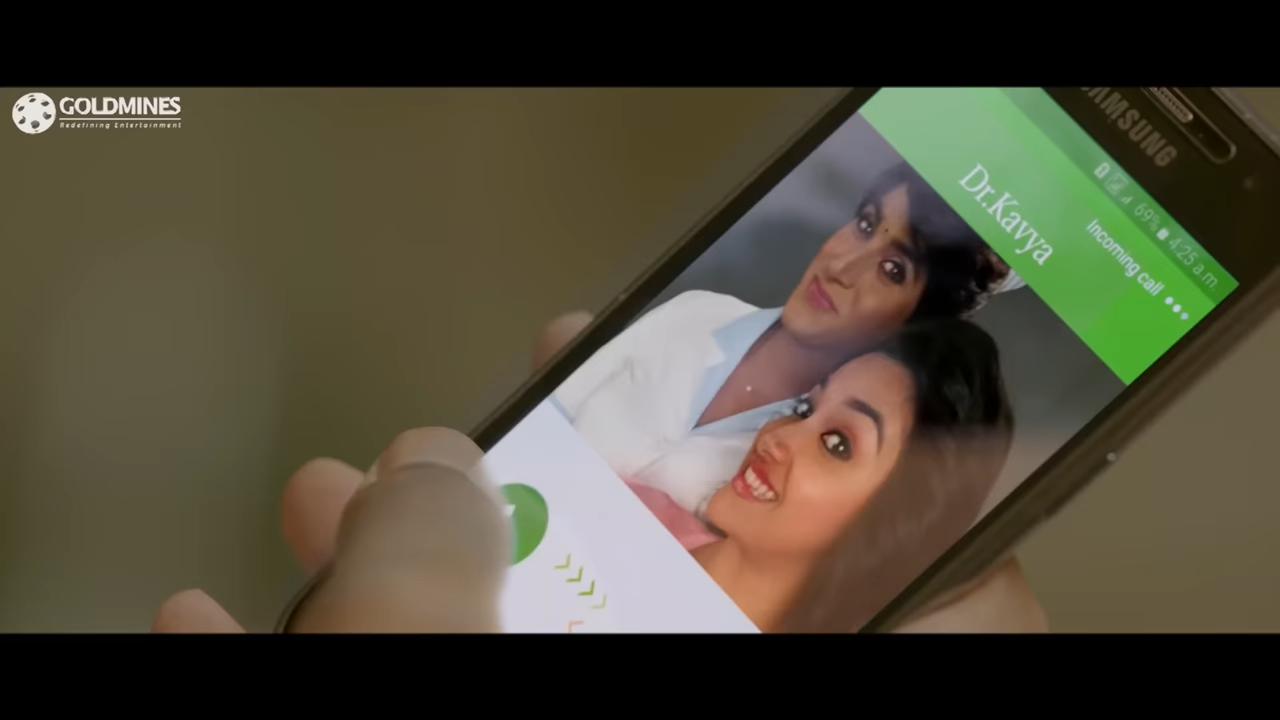 GOLDMINES
Redefining Entertainment
SAMSUNG
69% 4:25 a.m.
Incoming call
Dr.Kavya